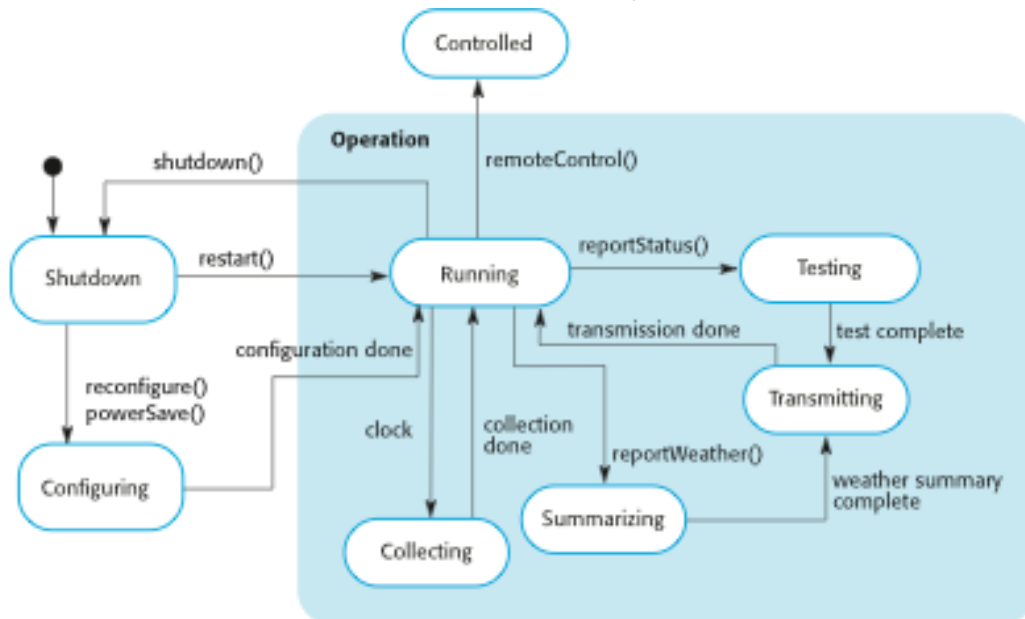 Controlled
Operation
shutdown()
remoteControl()
restart()
reportStatus()
Shutdown
Running
Testing
transmission done
test complete
configuration done
reconfigure()
powerSave()
Transmitting
clock
collection
done
reportWeather()
weather summary
complete
Configuring
Summarizing
Collecting